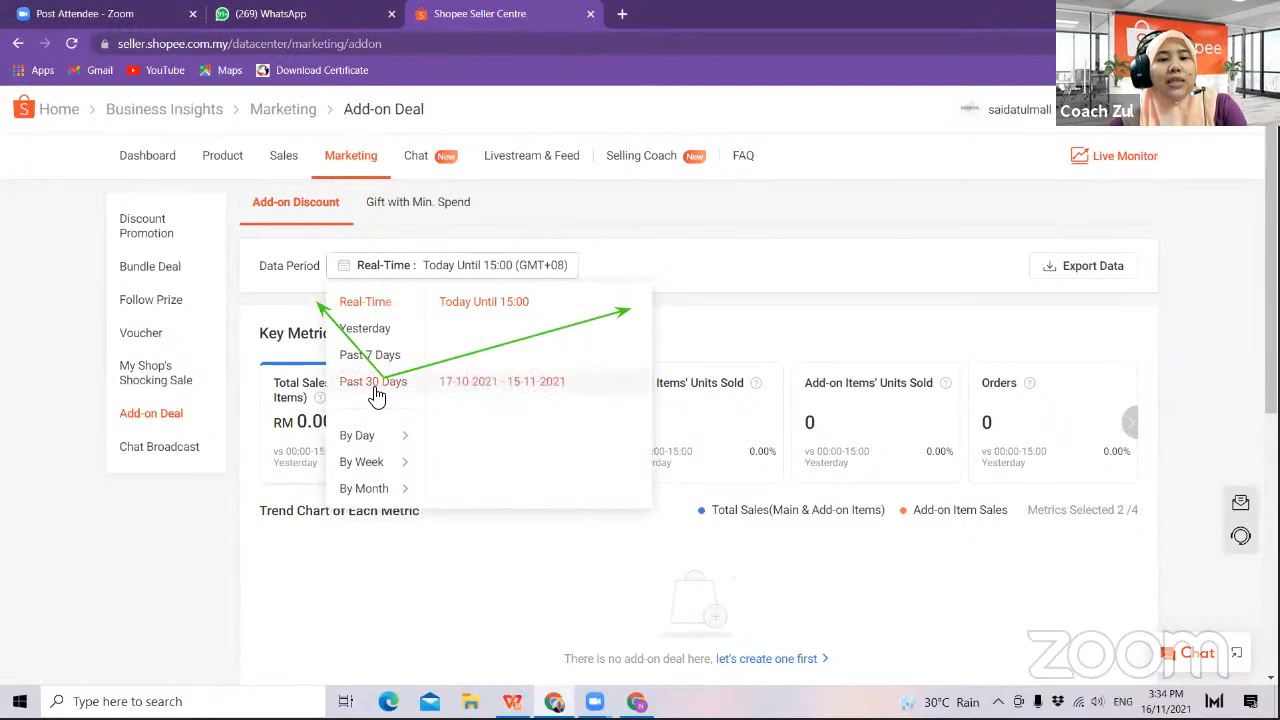 Post Attendee - Zoom
(269) WhatsApp
Shopee Seller Centre
seller.shopee.com.my/datacenter/marketing/addon
Apps
Gmail
YouTube
Maps
Download Certificate
Home > Business Insights > Marketing > Add-on Deal
saidatulmall
Coach Zul
Dashboard
Product
Sales
Marketing
Chat New
Livestream & Feed
Selling Coach New
FAQ
Live Monitor
Discount Promotion
Bundle Deal
Follow Prize
Voucher
My Shop's Shocking Sale
Add-on Deal
Chat Broadcast
Add-on Discount
Gift with Min. Spend
Data Period
Real-Time : Today Until 15:00 (GMT+08)
Export Data
Real-Time
Today Until 15:00
Yesterday
Past 7 Days
Past 30 Days
17-10-2021 - 15-11-2021
By Day
By Week
By Month
Key Metric
Total Sales
Items)
RM 0.00
vs 00:00-15:00
Yesterday
Items' Units Sold
0.00%
Add-on Items' Units Sold
0
vs 00:00-15:00
Yesterday
0.00%
Orders
0
vs 00:00-15:00
Yesterday
0.00%
Trend Chart of Each Metric
Total Sales(Main & Add-on Items)
Add-on Item Sales
Metrics Selected 2 /4
There is no add-on deal here, let's create one first >
Chat
zoom
Type here to search
30°C Rain
3:34 PM
16/11/2021